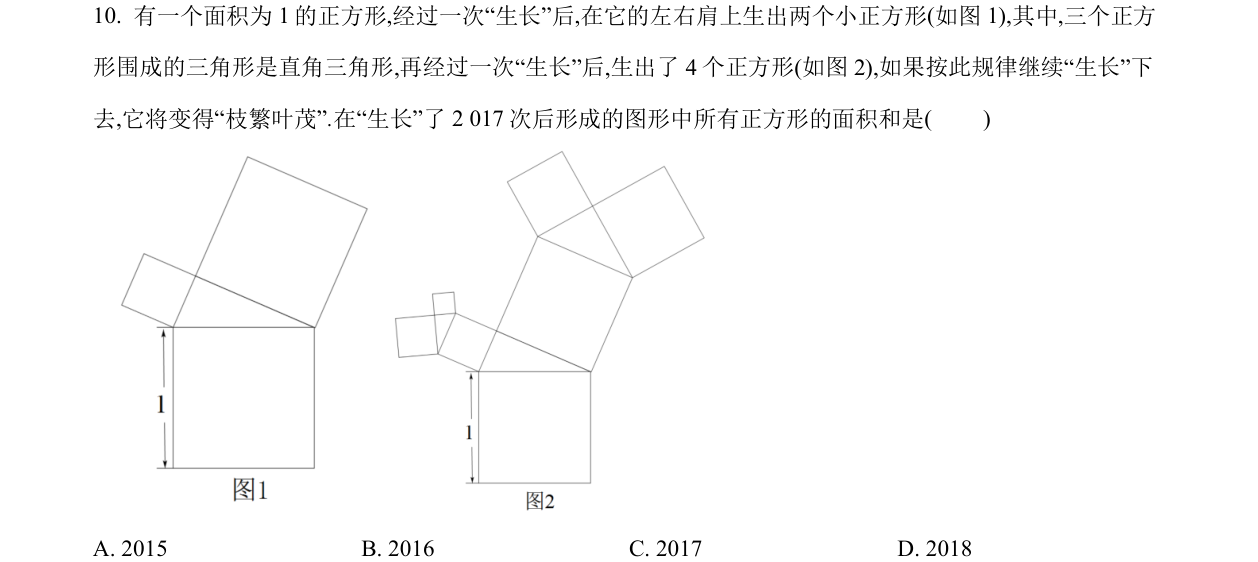 10. 有一个面积为 1 的正方形,经过一次“生长”后,在它的左右肩上生出两个小正方形(如图 1),其中,三个正方
形围成的三角形是直角三角形,再经过一次“生长”后,生出了 4 个正方形(如图 2),如果按此规律继续“生长”下
去,它将变得“枝繁叶茂”.在“生长”了 2 017 次后形成的图形中所有正方形的面积和是( )
1
图1
1
图2
A. 2015 B. 2016 C. 2017 D. 2018